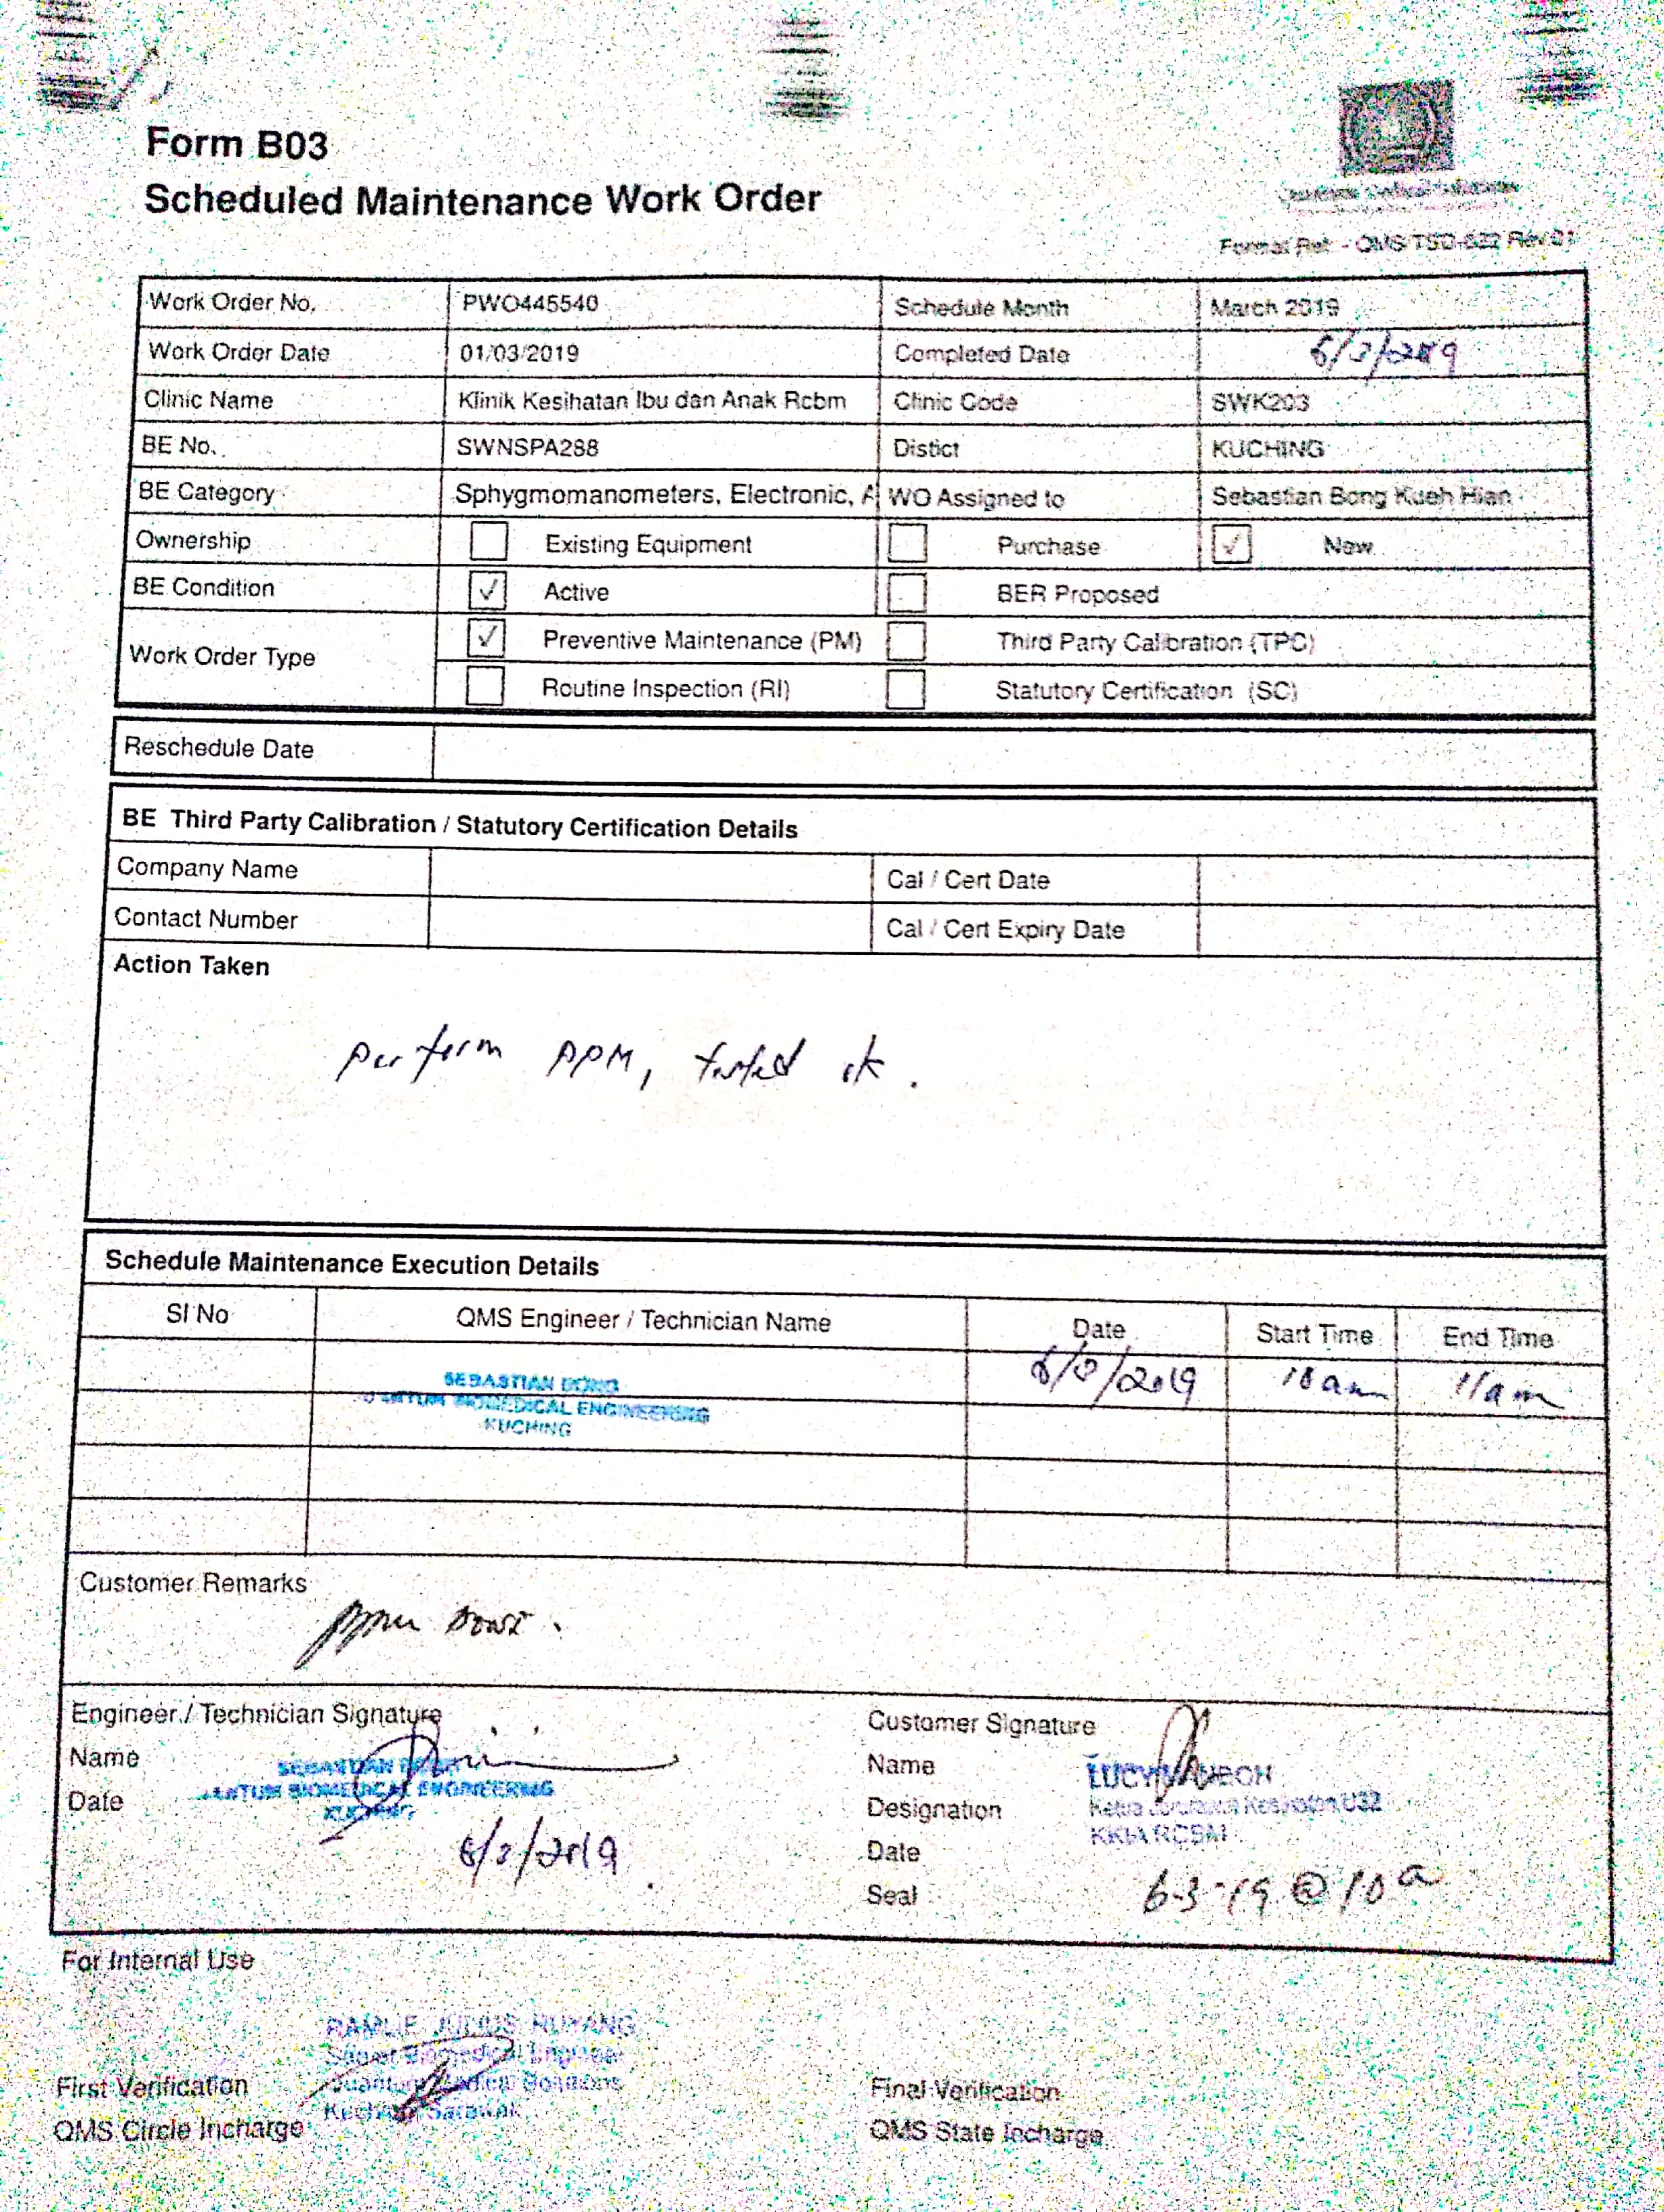 Form B03
Scheduled Maintenance Work Order
Format Ref - QMS/TSD-622 Rev 01
Work Order No. PWO445540 Schedule Month March 2019
Work Order Date 01/03/2019 Completed Date 6/3/2019
Clinic Name Klinik Kesihatan Ibu dan Anak Rcbm Clinic Code SWK203
BE No. SWNSPA288 Distict KUCHING
BE Category Sphygmomanometers, Electronic, A WO Assigned to Sebastian Bong Kueh Hian
Ownership Existing Equipment Purchase ✓ New
BE Condition ✓ Active BER Proposed
Work Order Type ✓ Preventive Maintenance (PM) Third Party Calibration (TPC)
Routine Inspection (RI) Statutory Certification (SC)
Reschedule Date
BE Third Party Calibration / Statutory Certification Details
Company Name Cal / Cert Date
Contact Number Cal / Cert Expiry Date
Action Taken
Perform PPM, tested ok.
Schedule Maintenance Execution Details
Sl No QMS Engineer / Technician Name Date Start Time End Time
SEBASTIAN BONG 6/3/2019 10am 11am
BIOMEDICAL ENGINEERING
KUCHING
Customer Remarks
ppm done.
Engineer / Technician Signature Customer Signature
Name SEBASTIAN BONG Name LUCY
BIOMEDICAL ENGINEERING
KUCHING
Date 6/3/2019 Designation Ketua Kesihatan U32
KKIA RCBM
Date 6-3-19 @ 10a
Seal
For Internal Use
RAMLIE JULIUS
Senior Biomedical Engineer
Quantum Medical Solutions
Kuching Sarawak
First Verification Final Verification
QMS Circle Incharge QMS State Incharge